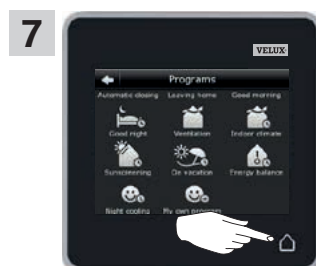 7
VELUX
Programs
Automatic closing Leaving home Good morning
Good night Ventilation Indoor climate
Sunscreening On vacation Energy balance
Night cooling My own program